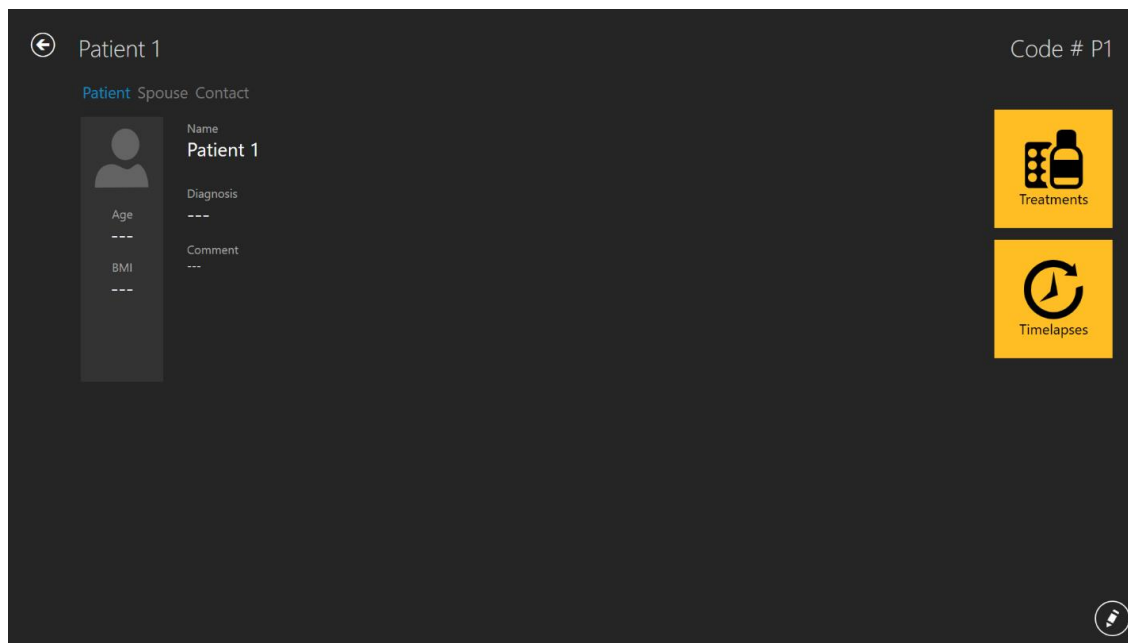 Patient 1
Code # P1
Patient Spouse Contact
Name
Patient 1
Diagnosis
---
Comment
---
Age
---
BMI
---
Treatments
Timelapses